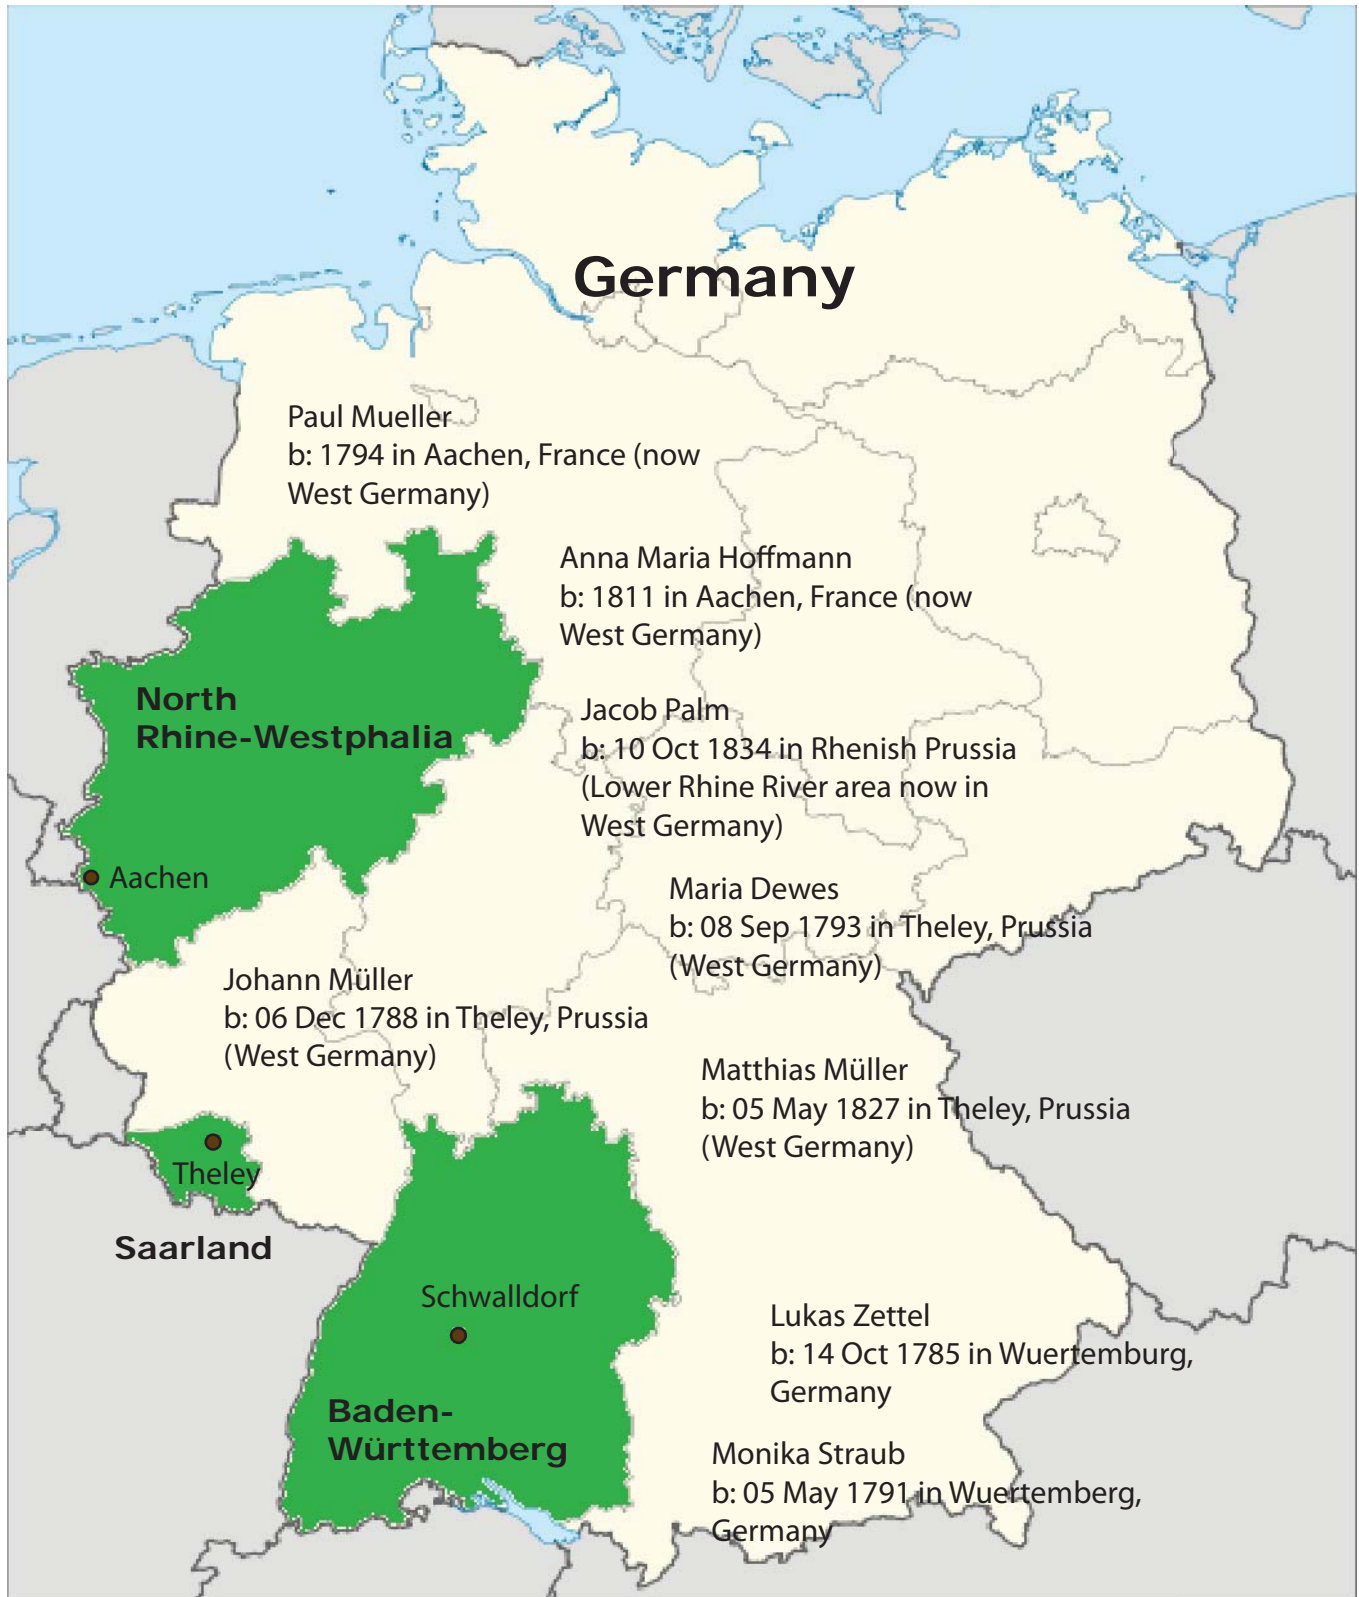 Germany
Paul Mueller
b: 1794 in Aachen, France (now
West Germany)
Anna Maria Hoffmann
b: 1811 in Aachen, France (now
West Germany)
North
Rhine-Westphalia
Jacob Palm
b: 10 Oct 1834 in Rhenish Prussia
(Lower Rhine River area now in
West Germany)
Aachen
Maria Dewes
b: 08 Sep 1793 in Theley, Prussia
(West Germany)
Johann Müller
b: 06 Dec 1788 in Theley, Prussia
(West Germany)
Matthias Müller
b: 05 May 1827 in Theley, Prussia
(West Germany)
Theley
Saarland
Schwalldorf
Lukas Zettel
b: 14 Oct 1785 in Wuertemburg,
Germany
Baden-
Württemberg
Monika Straub
b: 05 May 1791 in Wuertemberg,
Germany